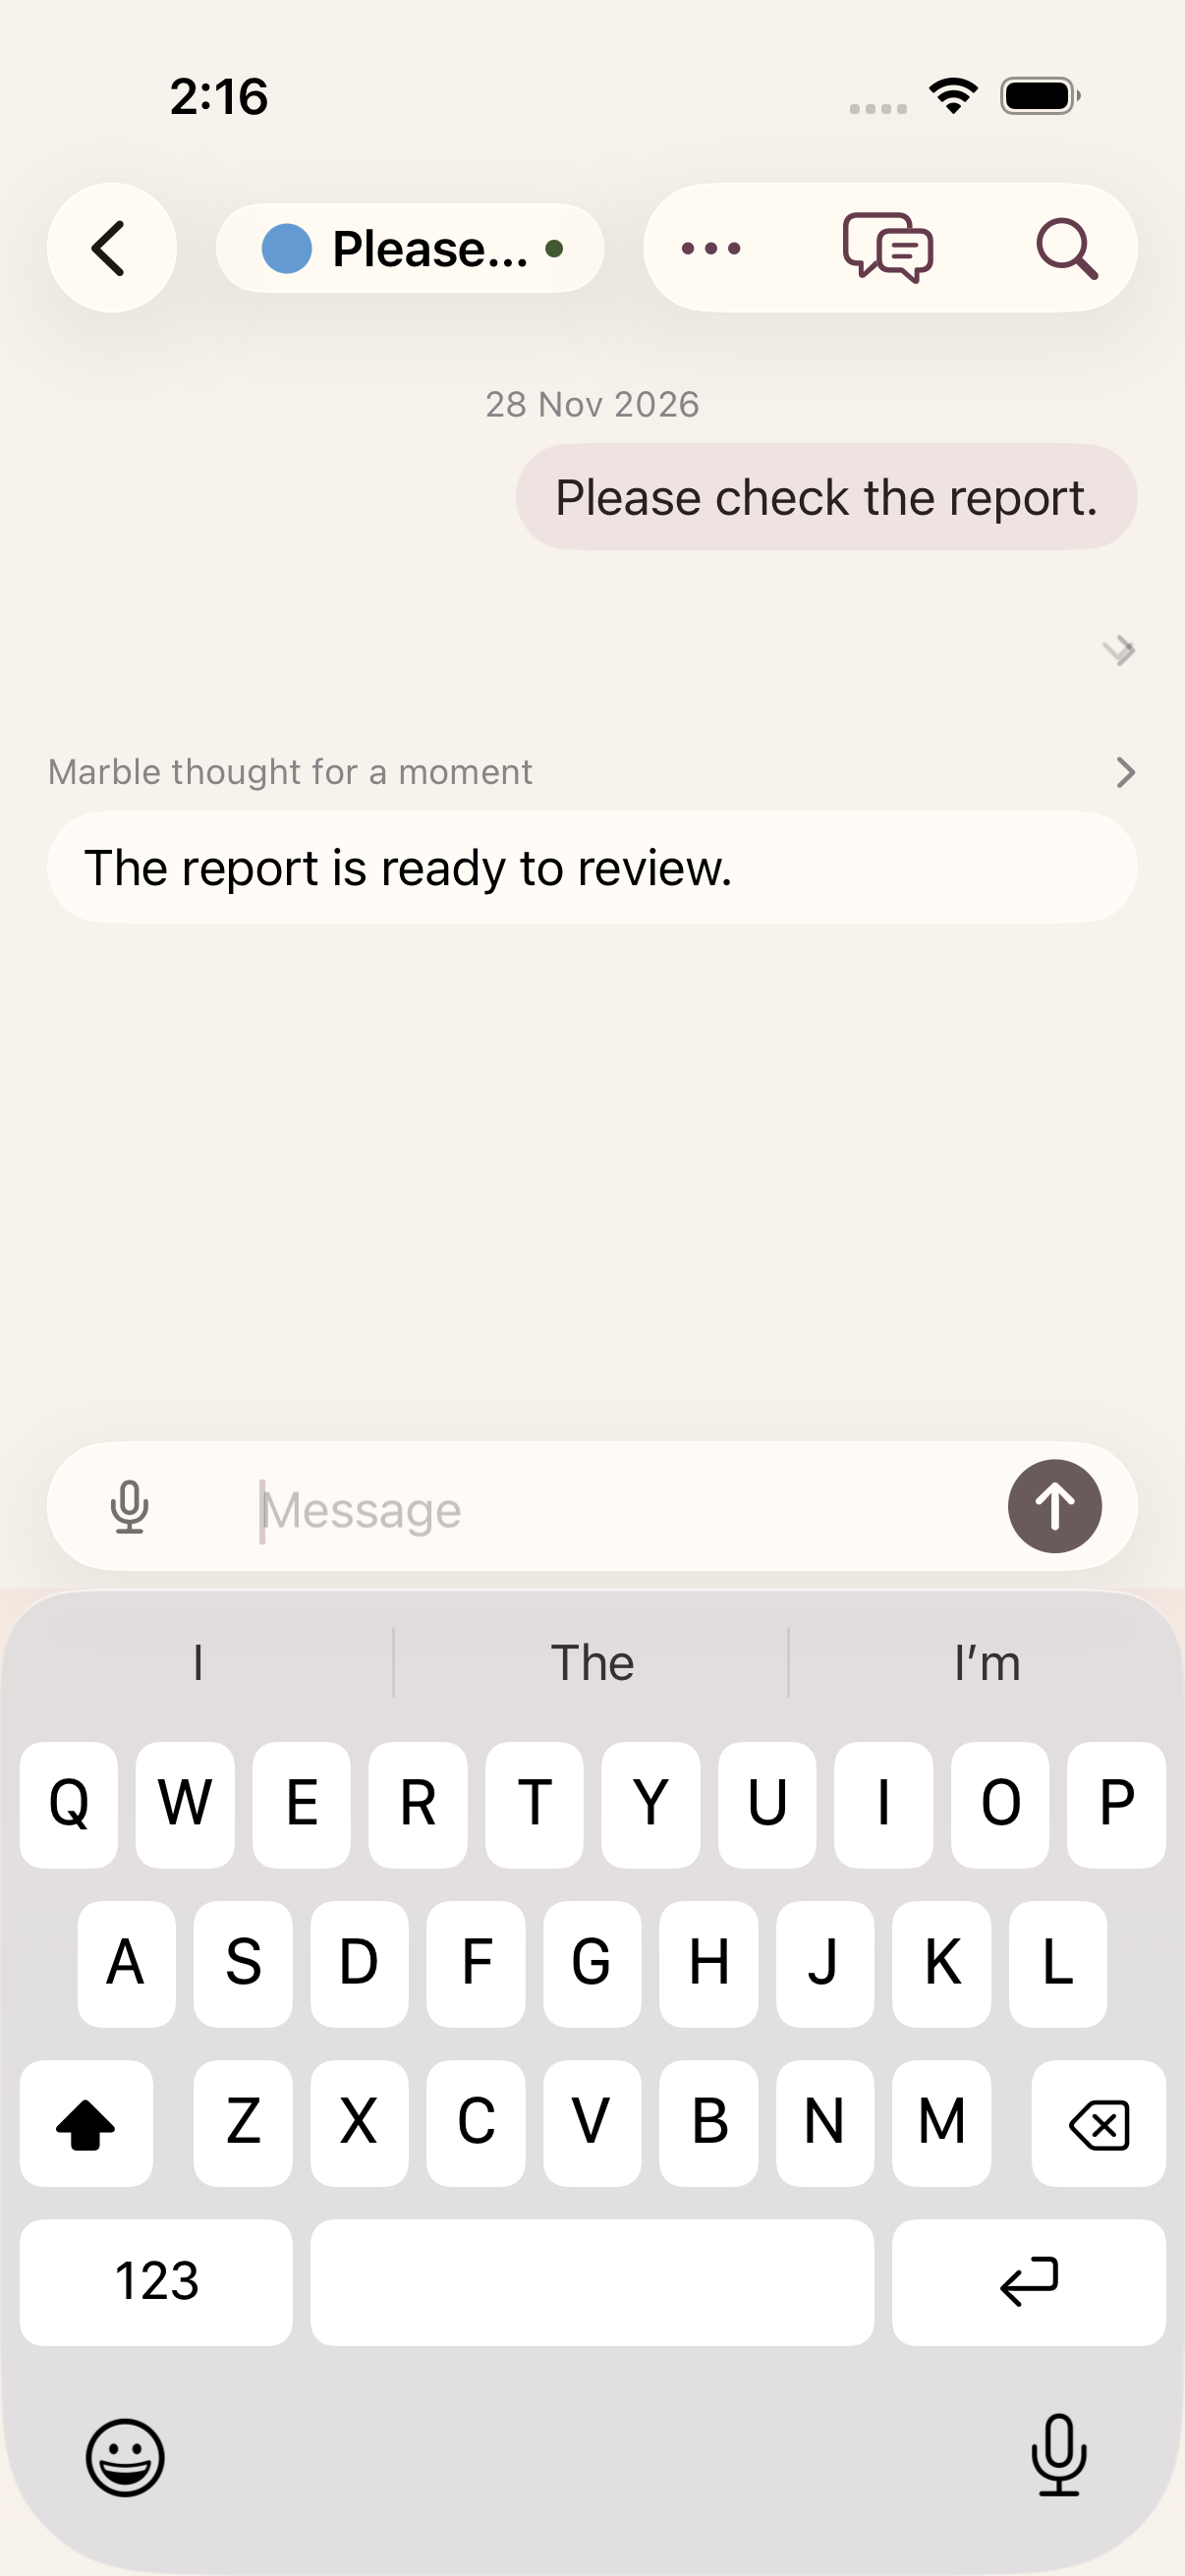 2:16
Please...
28 Nov 2026
Please check the report.
Marble thought for a moment
The report is ready to review.
Message
I The I’m
Q W E R T Y U I O P
A S D F G H J K L
Z X C V B N M
123